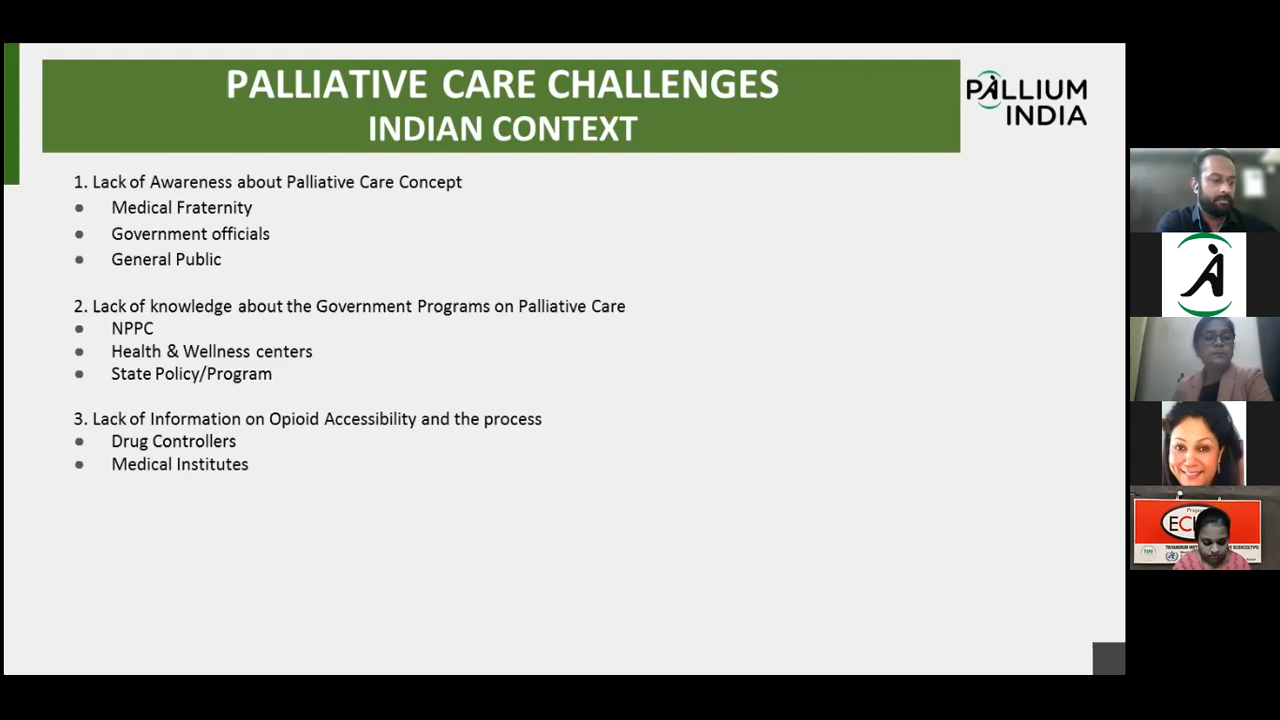 PALLIATIVE CARE CHALLENGES
INDIAN CONTEXT
PALLIUM
INDIA
1. Lack of Awareness about Palliative Care Concept
• Medical Fraternity
• Government officials
• General Public
2. Lack of knowledge about the Government Programs on Palliative Care
• NPPC
• Health & Wellness centers
• State Policy/Program
3. Lack of Information on Opioid Accessibility and the process
• Drug Controllers
• Medical Institutes